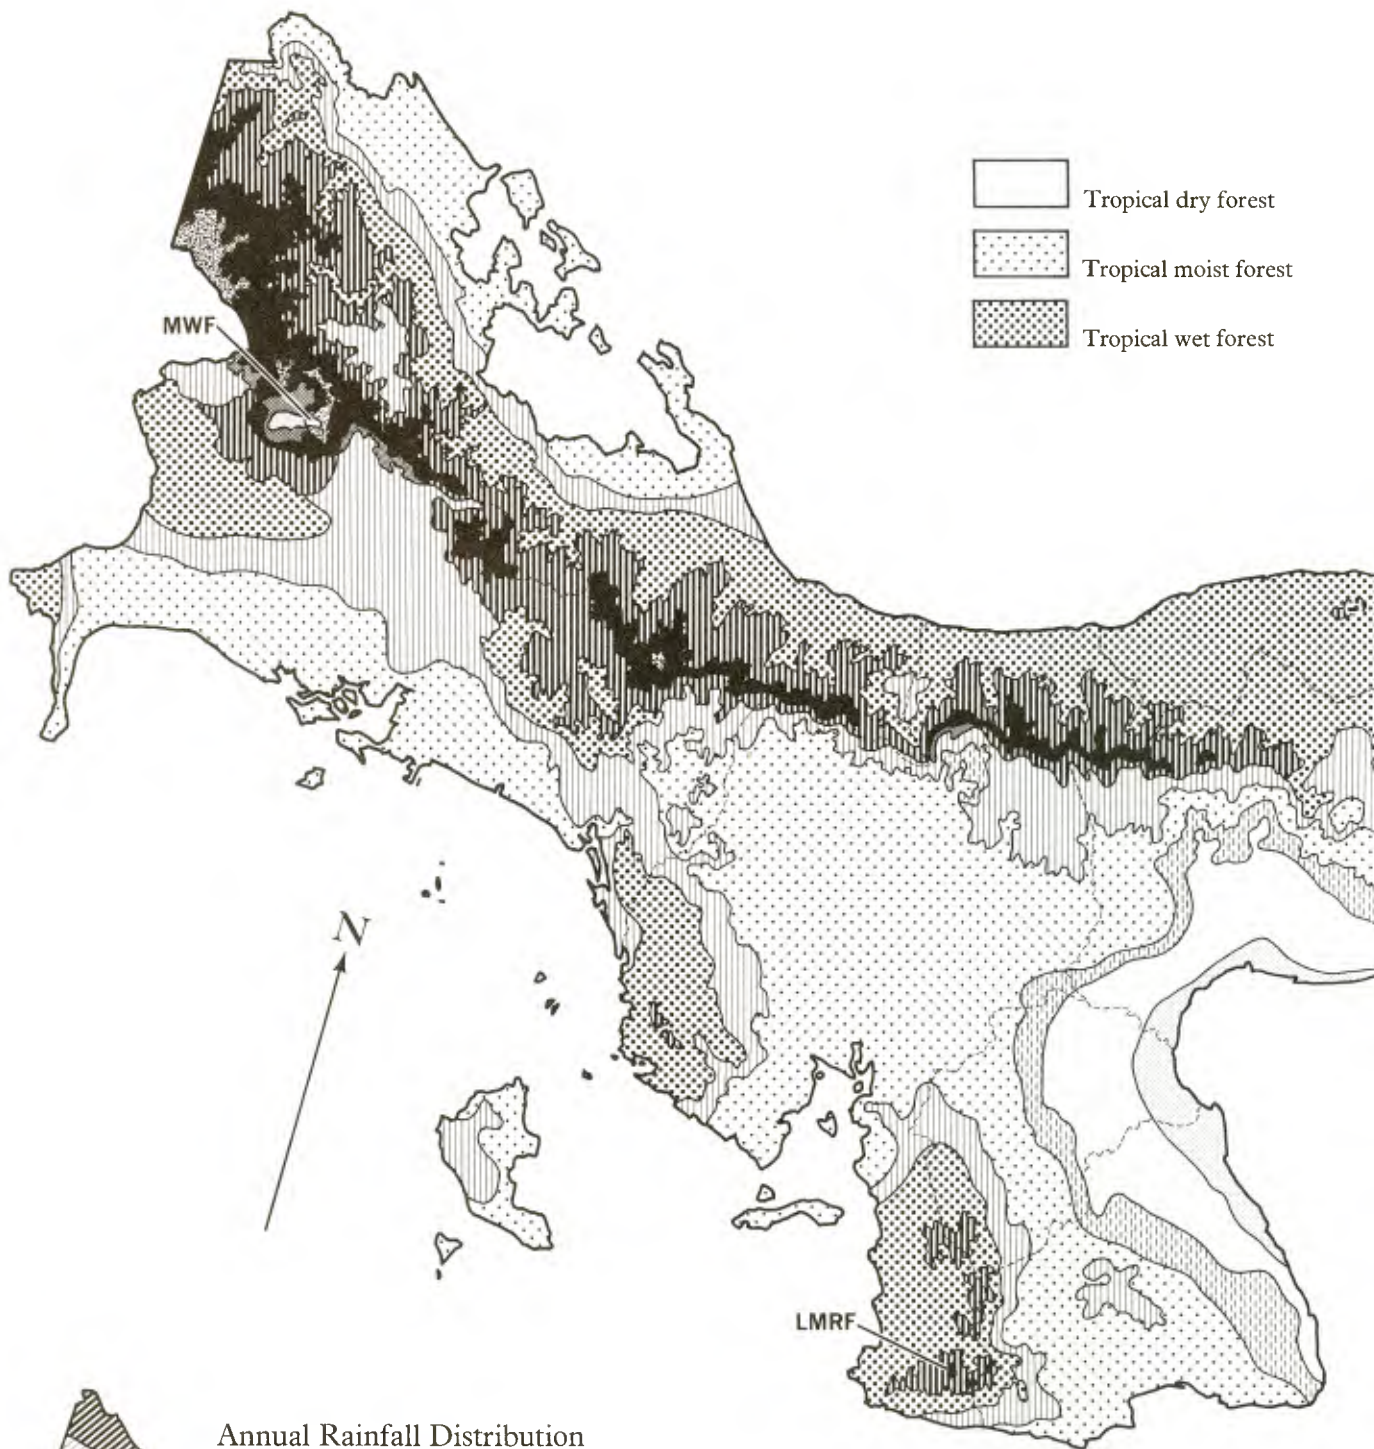 Tropical dry forest
Tropical moist forest
Tropical wet forest
MWF
N
LMRF
Annual Rainfall Distribution